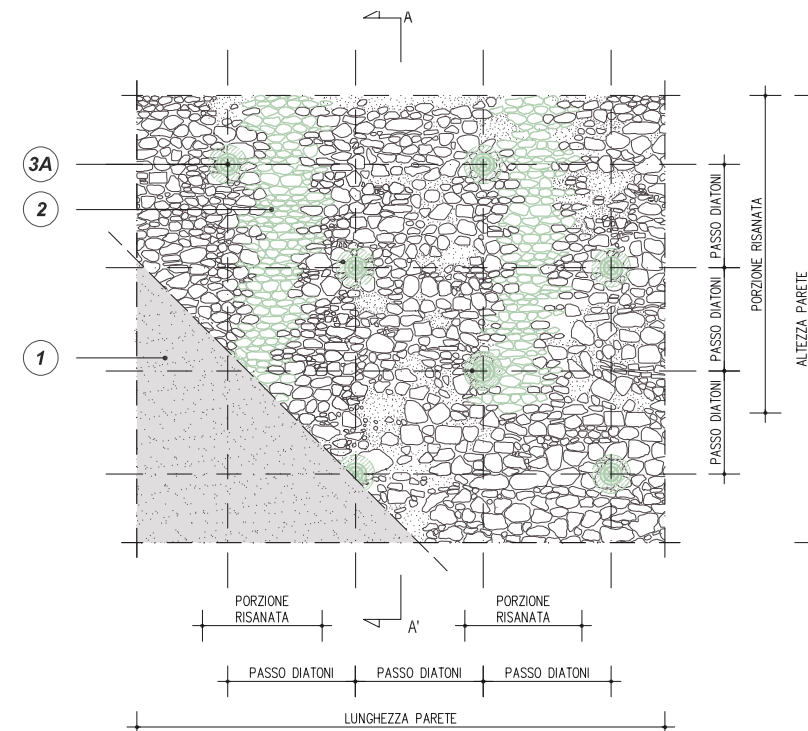 A
3A
2
1
PASSO DIATONI
PASSO DIATONI
PASSO DIATONI
PORZIONE RISANATA
ALTEZZA PARETE
PORZIONE
RISANATA
A'
PORZIONE
RISANATA
PASSO DIATONI
PASSO DIATONI
PASSO DIATONI
LUNGHEZZA PARETE